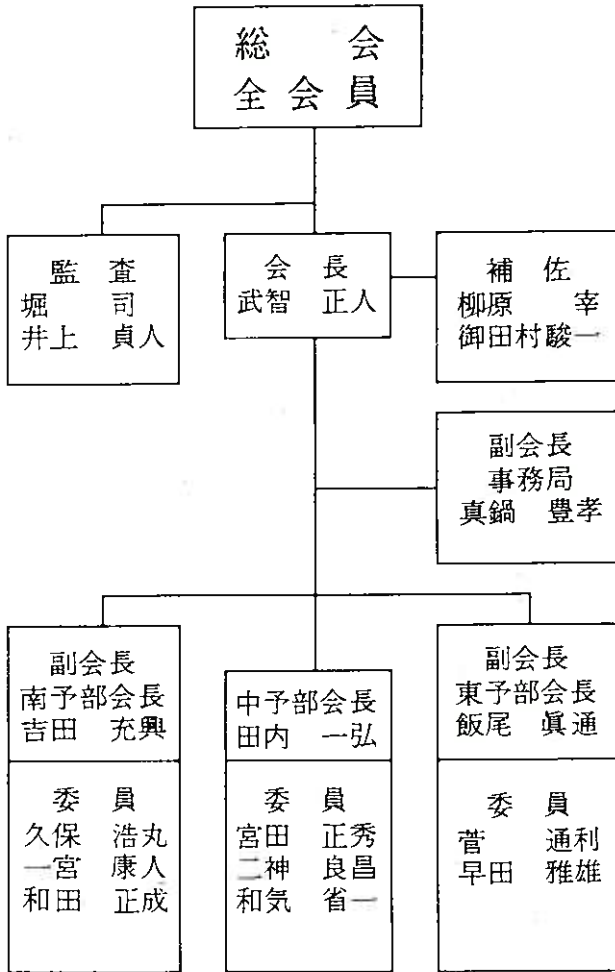 総　会
全会員
監　査
堀　　司
井上　貞人
会　長
武智　正人
補　佐
柳原　　宰
御田村駿一
副会長
事務局
真鍋　豊孝
副会長
南予部会長
吉田　充興
委　員
久保　浩丸
一宮　康人
和田　正成
中予部会長
田内　一弘
委　員
宮田　正秀
二神　良昌
和気　省一
副会長
東予部会長
飯尾　眞通
委　員
菅　　通利
早田　雅雄